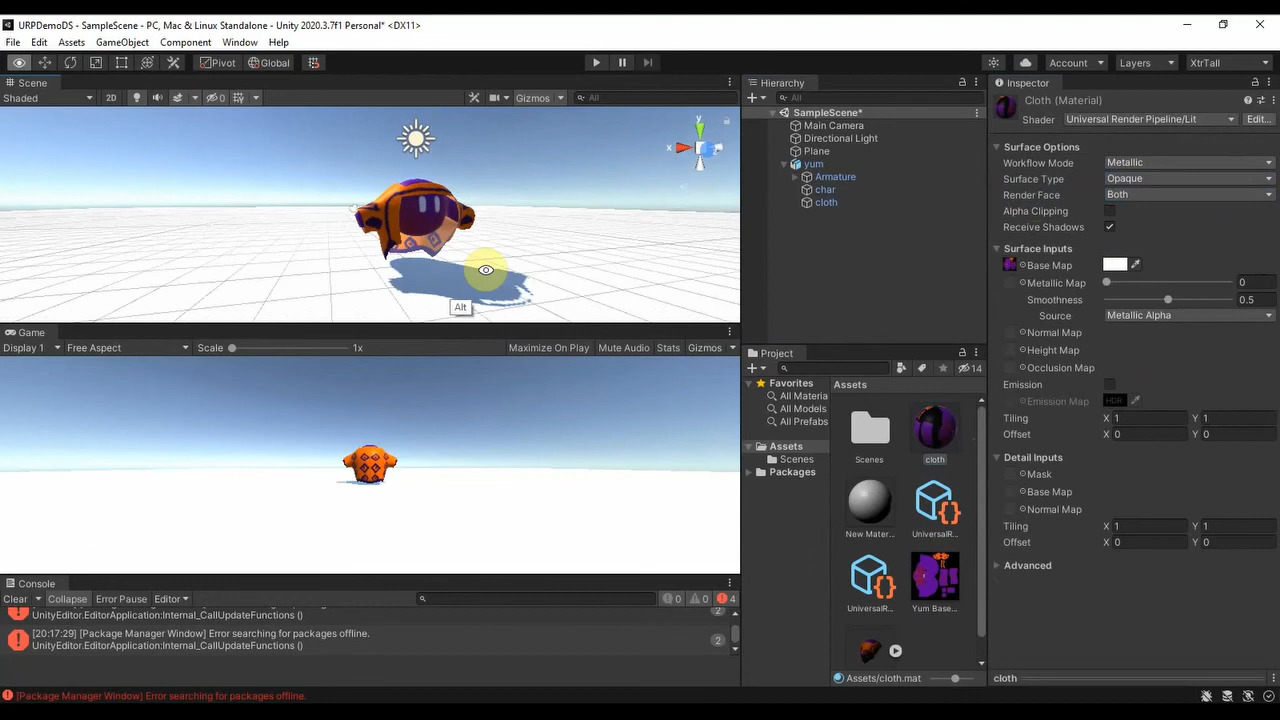 URPDemoDS - SampleScene - PC, Mac & Linux Standalone - Unity 2020.3.7f1 Personal* <DX11>
File Edit Assets GameObject Component Window Help
Pivot Global Account Layers XtrTall
Scene
Shaded 2D Gizmos All
y
x
Alt
Game
Display 1 Free Aspect Scale 1x Maximize On Play Mute Audio Stats Gizmos
Console
Clear Collapse Error Pause Editor 0 0 4
UnityEditor.EditorApplication:Internal_CallUpdateFunctions () 2
[20:17:29] [Package Manager Window] Error searching for packages offline.
UnityEditor.EditorApplication:Internal_CallUpdateFunctions () 2
[Package Manager Window] Error searching for packages offline.
Hierarchy
All
SampleScene*
Main Camera
Directional Light
Plane
yum
Armature
char
cloth
Project
14
Favorites
All Materia
All Models
All Prefabs
Assets
Scenes
Packages
Assets
Scenes cloth
New Mater... UniversalR...
UniversalR... Yum Base...
Assets/cloth.mat
Inspector
Cloth (Material)
Shader Universal Render Pipeline/Lit Edit...
Surface Options
Workflow Mode Metallic
Surface Type Opaque
Render Face Both
Alpha Clipping
Receive Shadows
Surface Inputs
Base Map
Metallic Map 0
Smoothness 0.5
Source Metallic Alpha
Normal Map
Height Map
Occlusion Map
Emission
Emission Map HDR
Tiling X 1 Y 1
Offset X 0 Y 0
Detail Inputs
Mask
Base Map
Normal Map
Tiling X 1 Y 1
Offset X 0 Y 0
Advanced
cloth